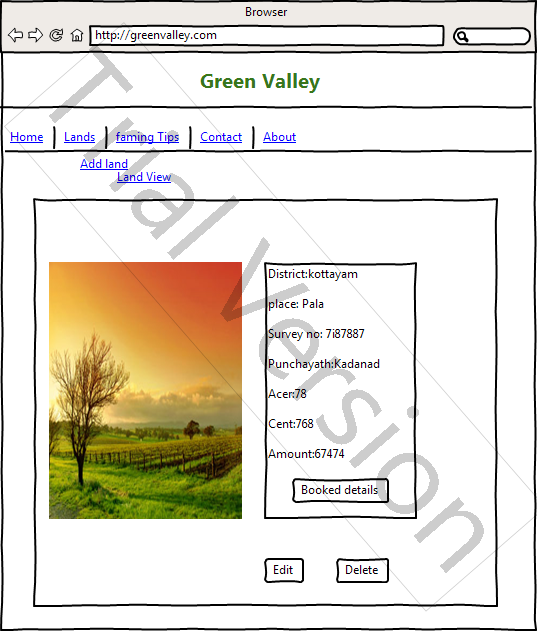 Browser
http://greenvalley.com
Green Valley
Home Lands faming Tips Contact About
Add land
Land View
District:kottayam
place: Pala
Survey no: 7i87887
Punchayath:Kadanad
Acer:78
Cent:768
Amount:67474
Booked details
Edit Delete
Trial Version